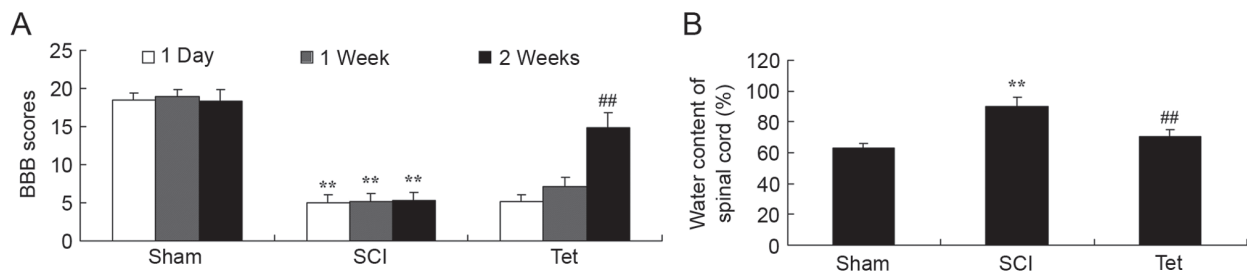 A
BBB scores
25
20
15
10
5
0
1 Day
1 Week
2 Weeks
**
**
**
##
Sham
SCI
Tet
B
Water content of
spinal cord (%)
120
100
80
60
40
20
0
**
##
Sham
SCI
Tet